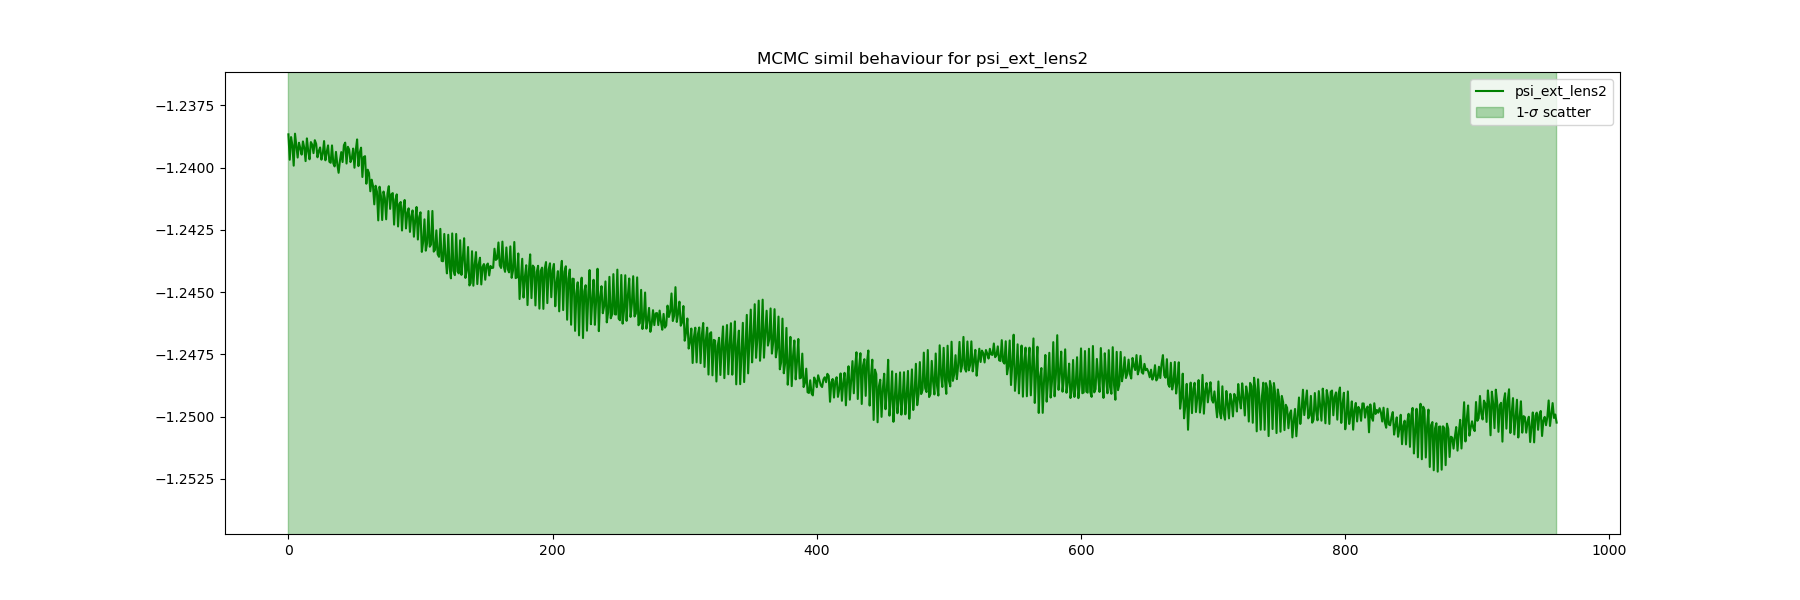 MCMC simil behaviour for psi_ext_lens2
psi_ext_lens2
1-σ scatter
−1.2375
−1.2400
−1.2425
−1.2450
−1.2475
−1.2500
−1.2525
0 200 400 600 800 1000